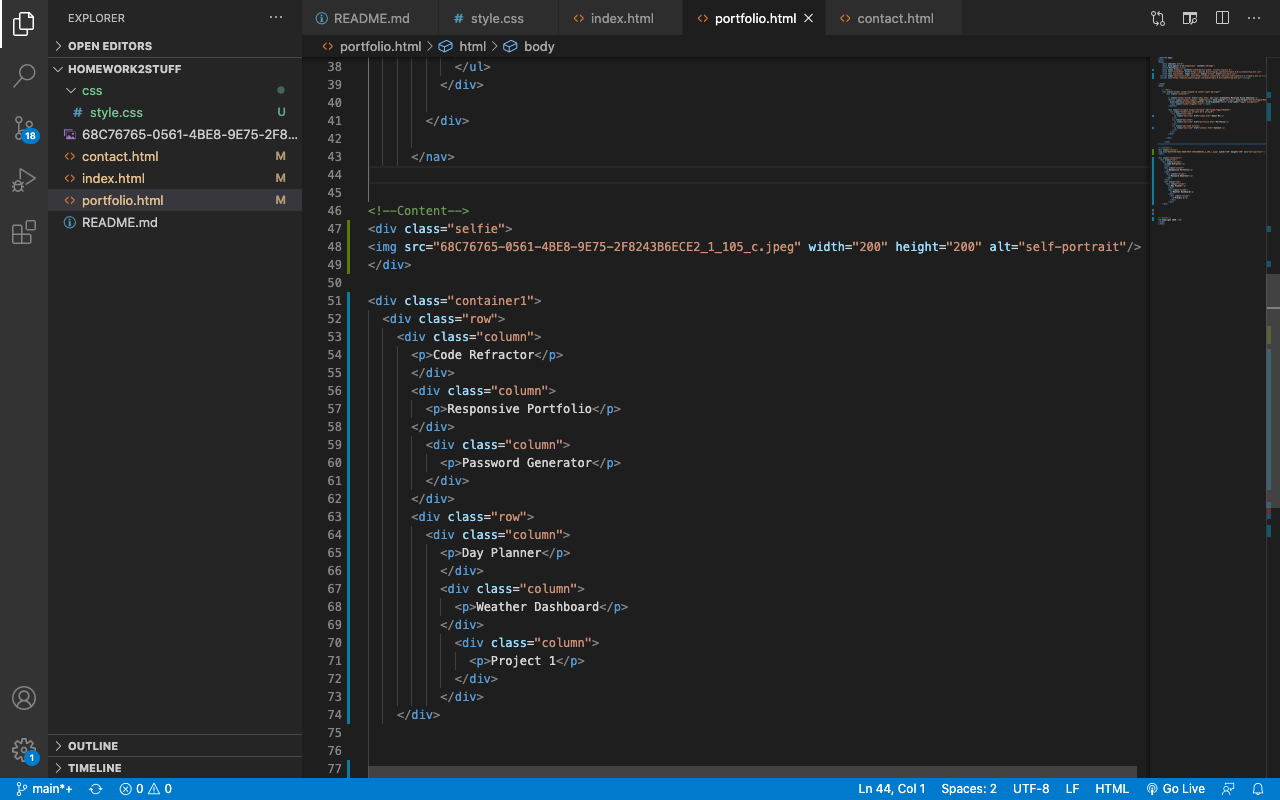 EXPLORER
README.md
style.css
index.html
portfolio.html
contact.html
OPEN EDITORS
portfolio.html > html > body
HOMEWORK2STUFF
css
style.css U
68C76765-0561-4BE8-9E75-2F8...
contact.html M
index.html M
portfolio.html M
README.md
18
38 </ul>
39 </div>
40
41 </div>
42
43 </nav>
44
45
46 <!--Content-->
47 <div class="selfie">
48 <img src="68C76765-0561-4BE8-9E75-2F8243B6ECE2_1_105_c.jpeg" width="200" height="200" alt="self-portrait"/>
49 </div>
50
51 <div class="container1">
52 <div class="row">
53 <div class="column">
54 <p>Code Refractor</p>
55 </div>
56 <div class="column">
57 <p>Responsive Portfolio</p>
58 </div>
59 <div class="column">
60 <p>Password Generator</p>
61 </div>
62 </div>
63 <div class="row">
64 <div class="column">
65 <p>Day Planner</p>
66 </div>
67 <div class="column">
68 <p>Weather Dashboard</p>
69 </div>
70 <div class="column">
71 <p>Project 1</p>
72 </div>
73 </div>
74 </div>
75
76
77
OUTLINE
TIMELINE
1
main*+ 0 0 Ln 44, Col 1 Spaces: 2 UTF-8 LF HTML Go Live